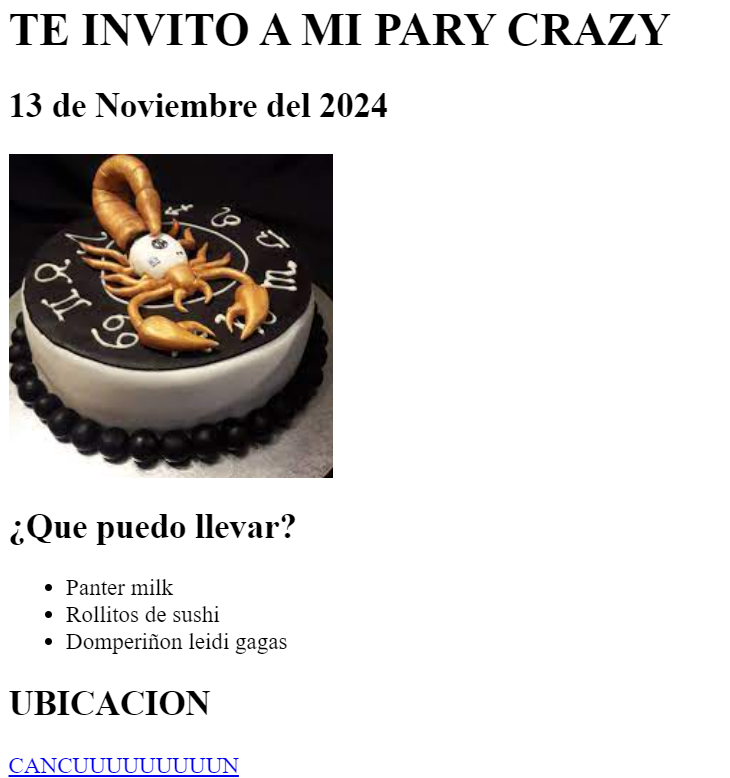 TE INVITO A MI PARY CRAZY
13 de Noviembre del 2024
¿Que puedo llevar?
Panter milk
Rollitos de sushi
Domperiñon leidi gagas
UBICACION
CANCUUUUUUUUUN